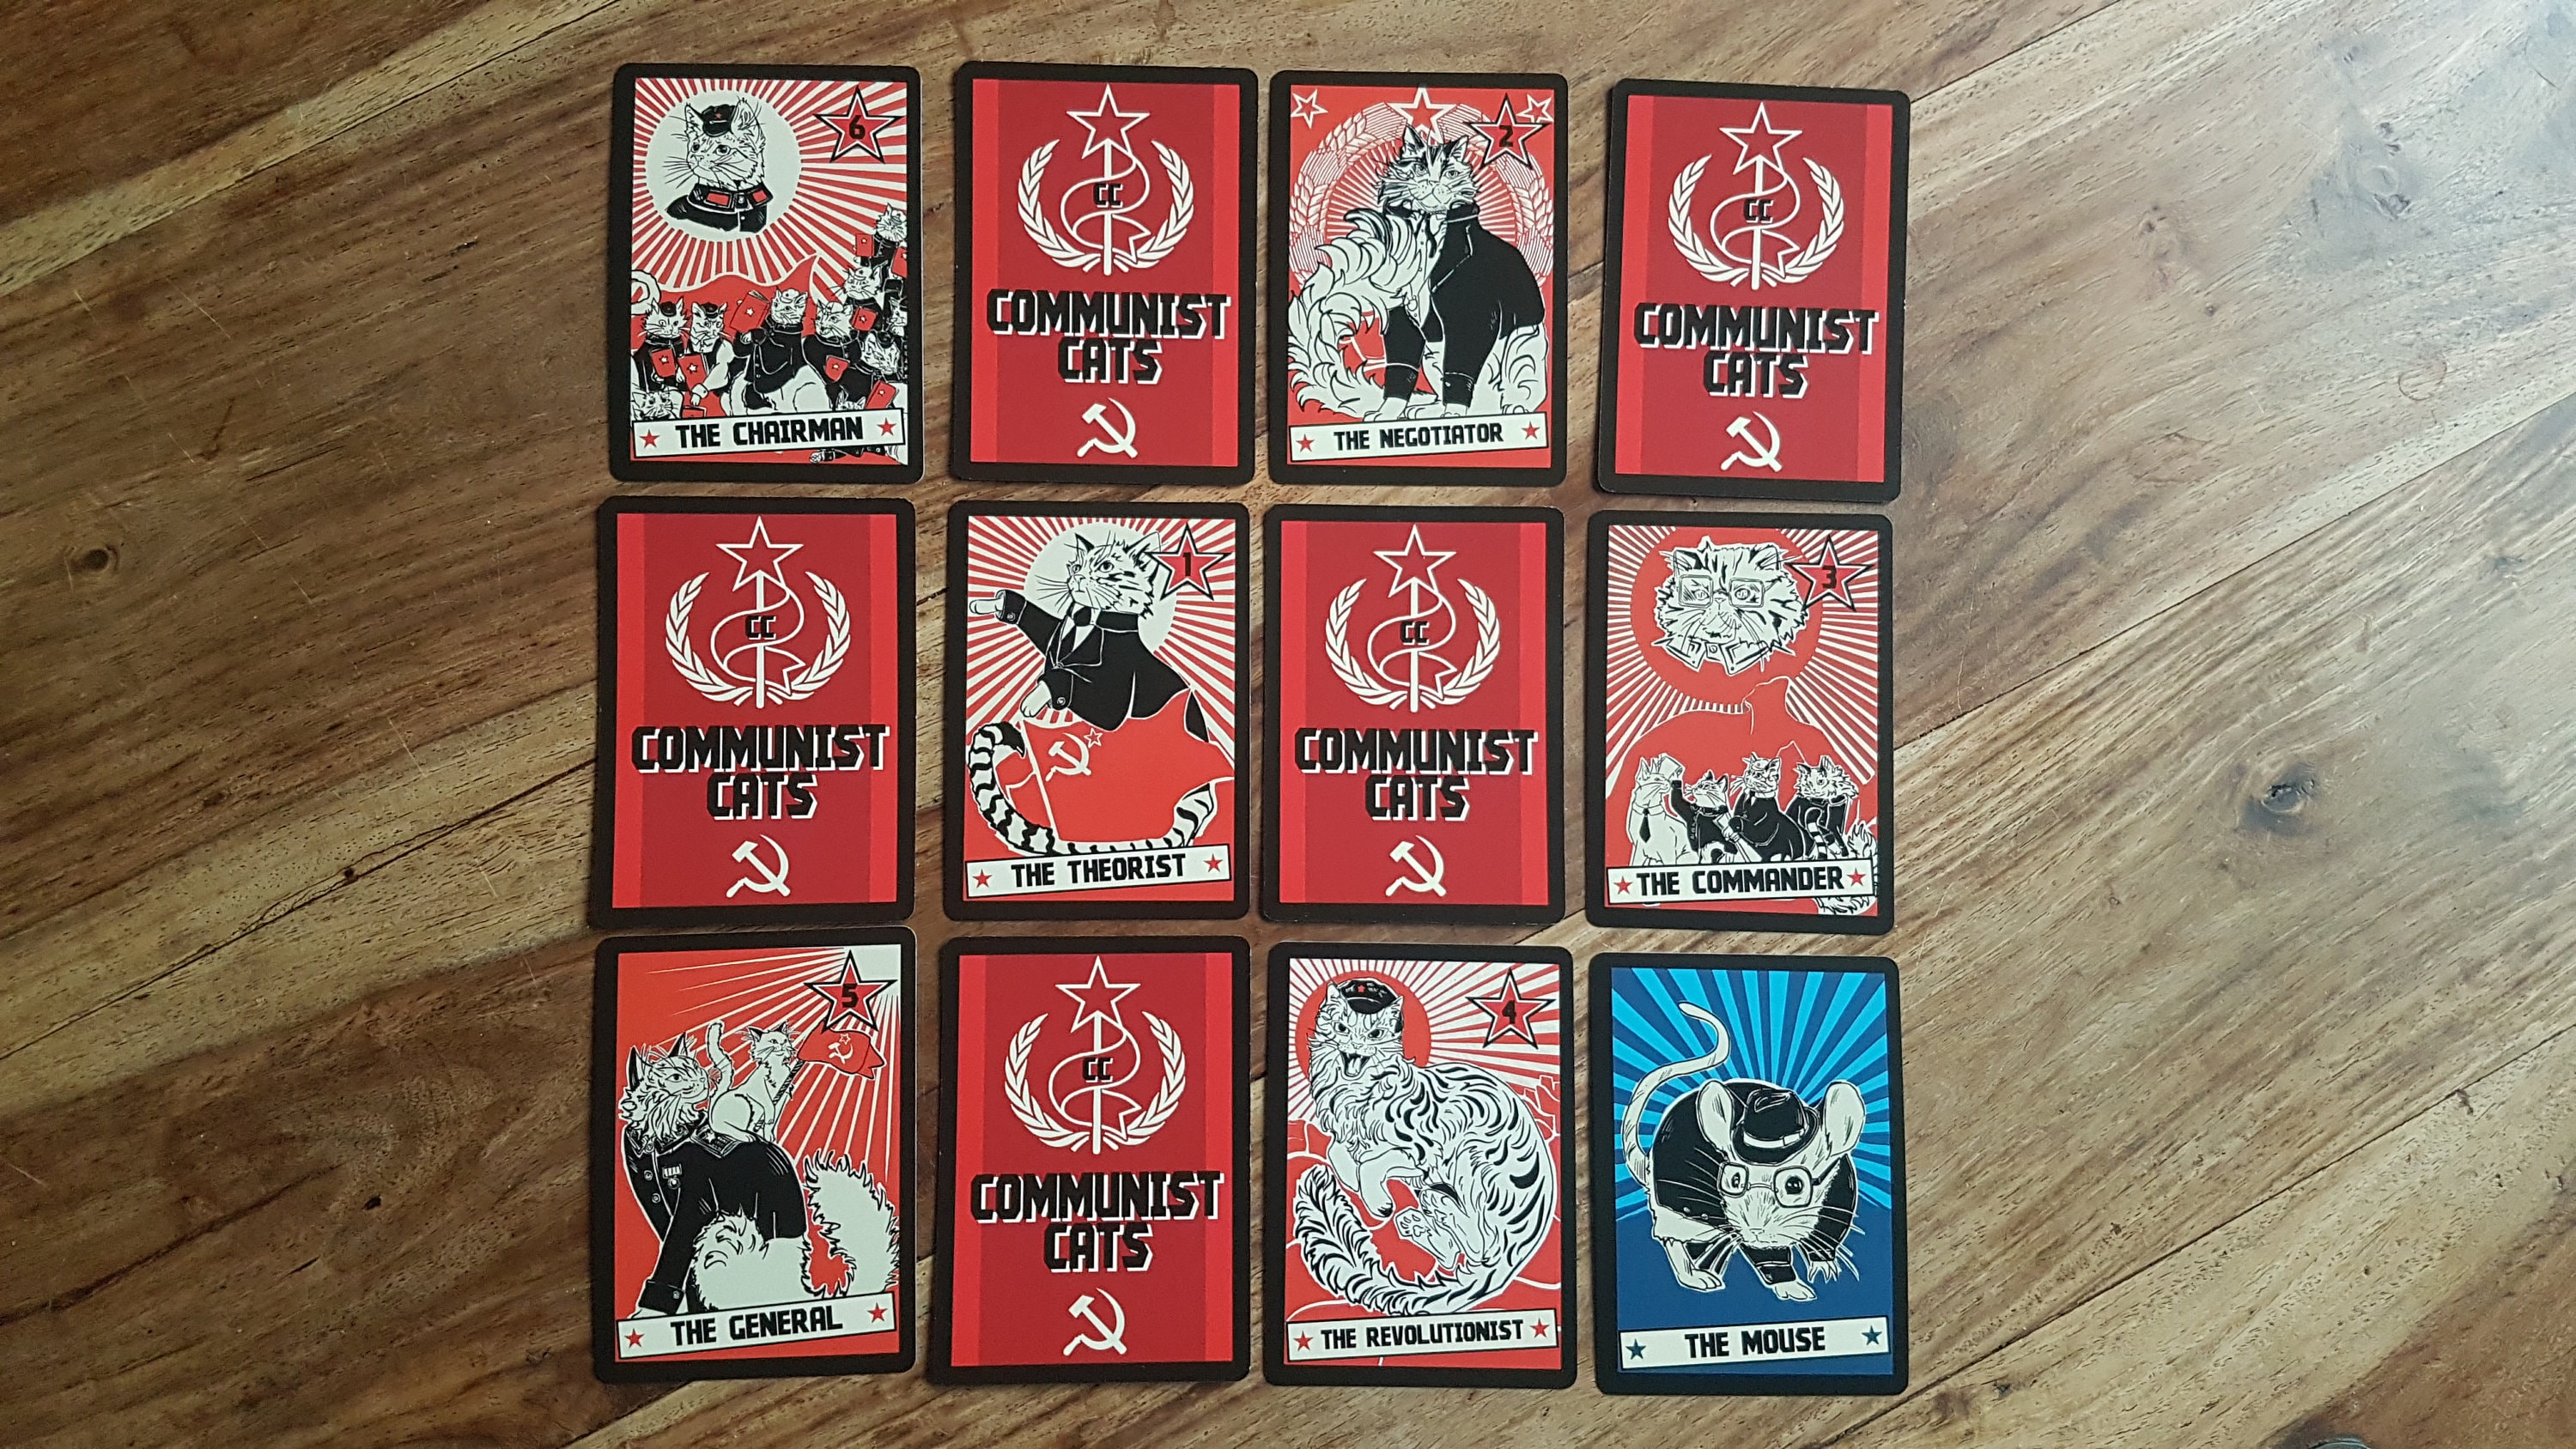 6
THE CHAIRMAN
CC
COMMUNIST
CATS
2
THE NEGOTIATOR
CC
COMMUNIST
CATS
CC
COMMUNIST
CATS
1
THE THEORIST
CC
COMMUNIST
CATS
3
THE COMMANDER
5
THE GENERAL
CC
COMMUNIST
CATS
4
THE REVOLUTIONIST
THE MOUSE